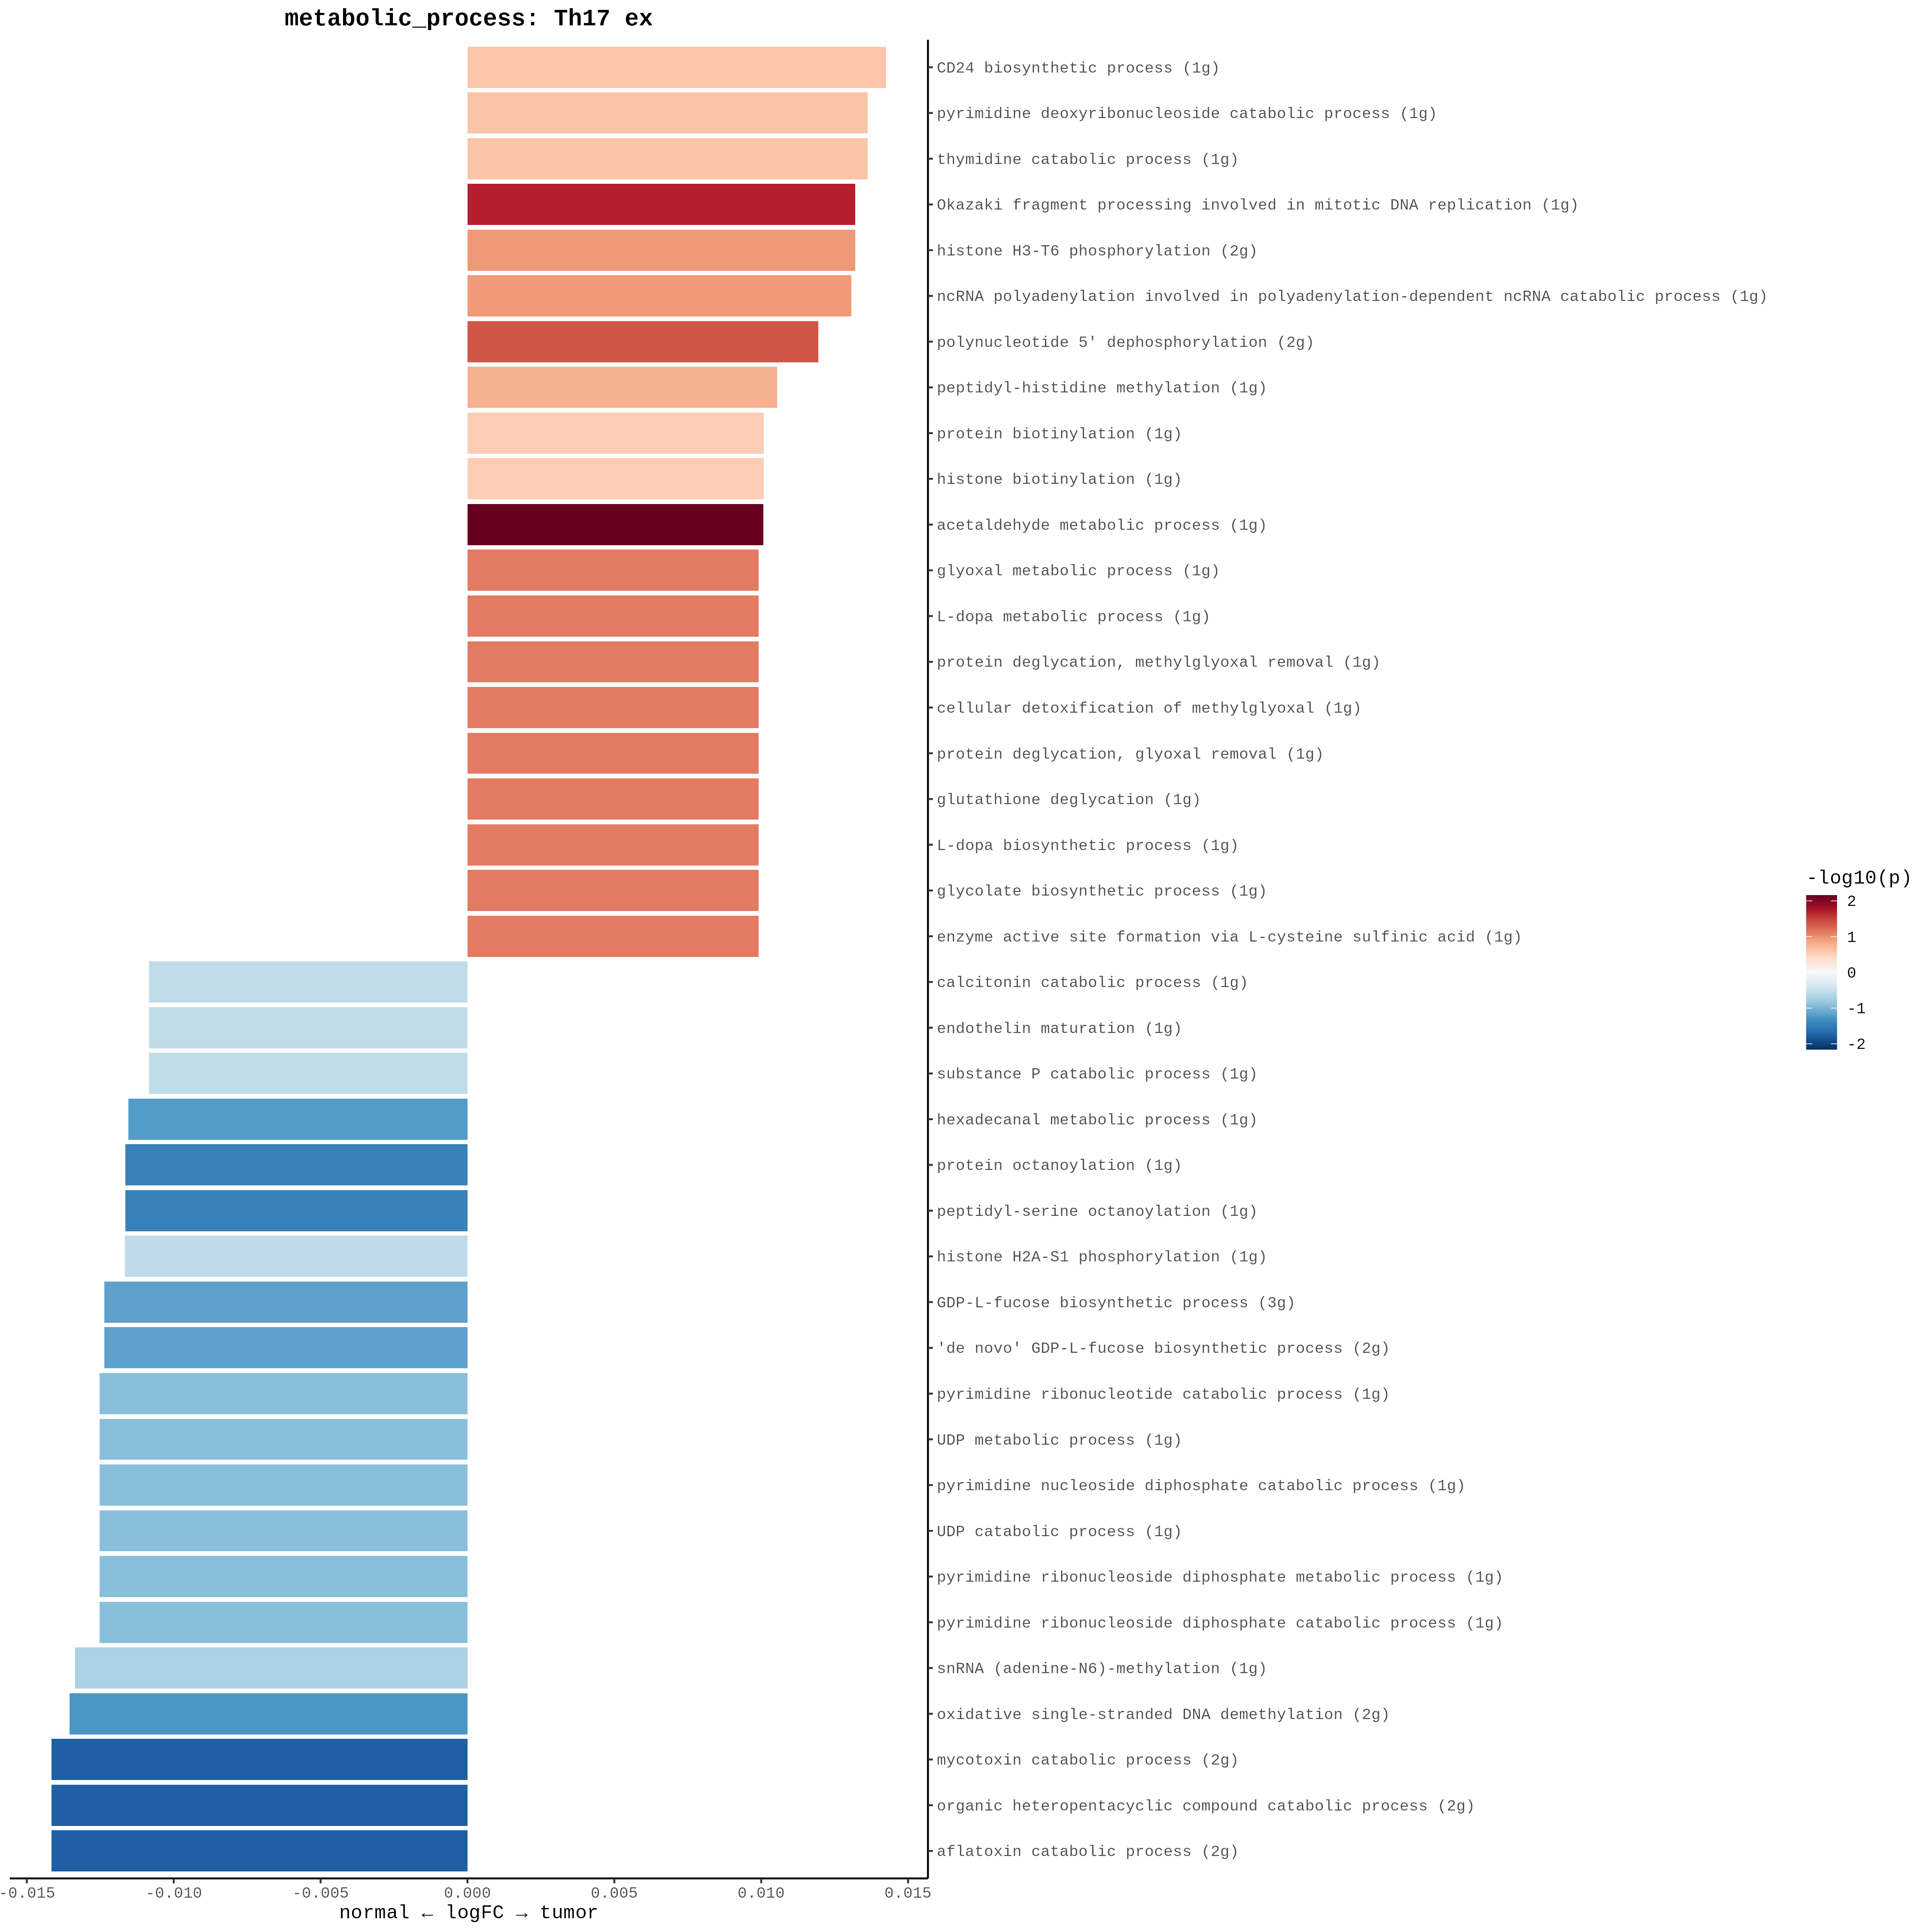 metabolic_process: Th17 ex
CD24 biosynthetic process (1g)
pyrimidine deoxyribonucleoside catabolic process (1g)
thymidine catabolic process (1g)
Okazaki fragment processing involved in mitotic DNA replication (1g)
histone H3-T6 phosphorylation (2g)
ncRNA polyadenylation involved in polyadenylation-dependent ncRNA catabolic process (1g)
polynucleotide 5' dephosphorylation (2g)
peptidyl-histidine methylation (1g)
protein biotinylation (1g)
histone biotinylation (1g)
acetaldehyde metabolic process (1g)
glyoxal metabolic process (1g)
L-dopa metabolic process (1g)
protein deglycation, methylglyoxal removal (1g)
cellular detoxification of methylglyoxal (1g)
protein deglycation, glyoxal removal (1g)
glutathione deglycation (1g)
L-dopa biosynthetic process (1g)
glycolate biosynthetic process (1g)
enzyme active site formation via L-cysteine sulfinic acid (1g)
calcitonin catabolic process (1g)
endothelin maturation (1g)
substance P catabolic process (1g)
hexadecanal metabolic process (1g)
protein octanoylation (1g)
peptidyl-serine octanoylation (1g)
histone H2A-S1 phosphorylation (1g)
GDP-L-fucose biosynthetic process (3g)
'de novo' GDP-L-fucose biosynthetic process (2g)
pyrimidine ribonucleotide catabolic process (1g)
UDP metabolic process (1g)
pyrimidine nucleoside diphosphate catabolic process (1g)
UDP catabolic process (1g)
pyrimidine ribonucleoside diphosphate metabolic process (1g)
pyrimidine ribonucleoside diphosphate catabolic process (1g)
snRNA (adenine-N6)-methylation (1g)
oxidative single-stranded DNA demethylation (2g)
mycotoxin catabolic process (2g)
organic heteropentacyclic compound catabolic process (2g)
aflatoxin catabolic process (2g)
-0.015 -0.010 -0.005 0.000 0.005 0.010 0.015
normal ← logFC → tumor
-log10(p)
2
1
0
-1
-2